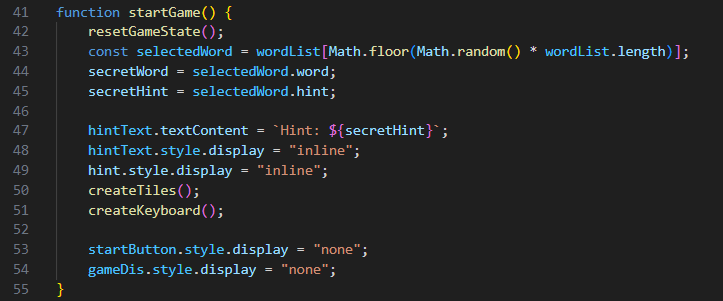 41 function startGame() {
42     resetGameState();
43     const selectedWord = wordList[Math.floor(Math.random() * wordList.length)];
44     secretWord = selectedWord.word;
45     secretHint = selectedWord.hint;
46
47     hintText.textContent = `Hint: ${secretHint}`;
48     hintText.style.display = "inline";
49     hint.style.display = "inline";
50     createTiles();
51     createKeyboard();
52
53     startButton.style.display = "none";
54     gameDis.style.display = "none";
55 }